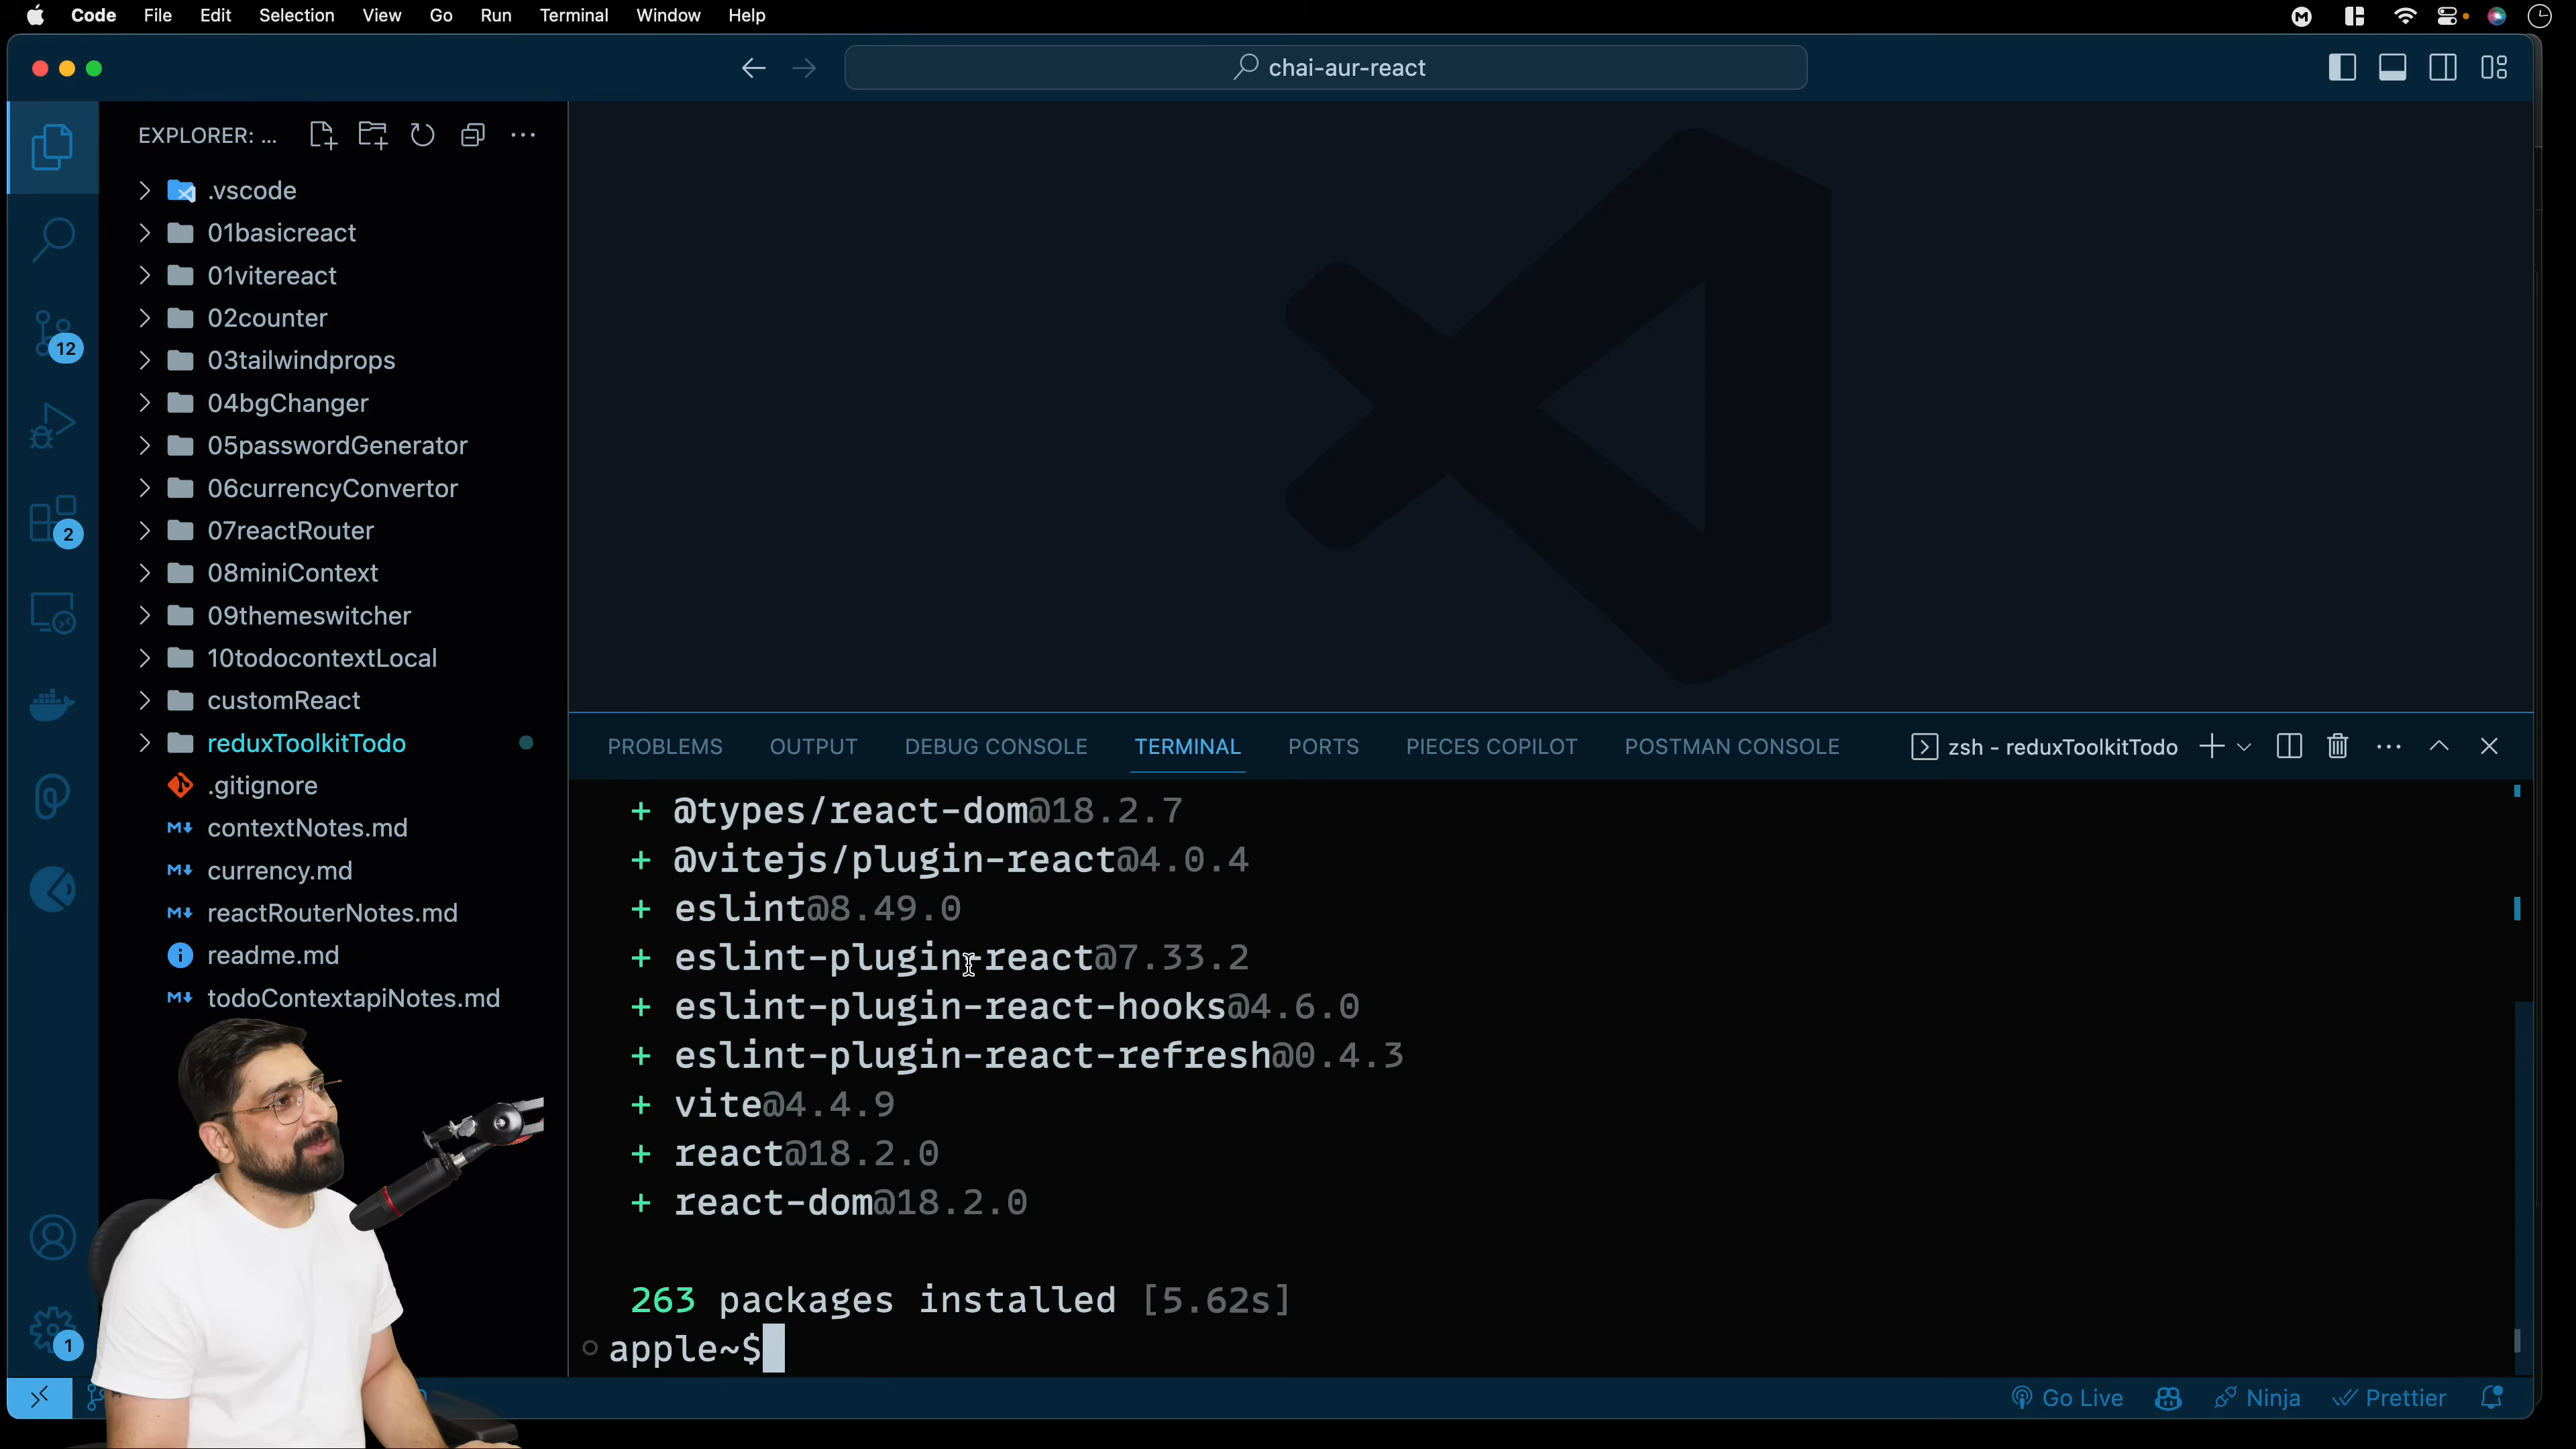 Code File Edit Selection View Go Run Terminal Window Help
chai-aur-react
EXPLORER: ...
.vscode
01basicreact
01vitereact
02counter
03tailwindprops
04bgChanger
05passwordGenerator
06currencyConvertor
07reactRouter
08miniContext
09themeswitcher
10todocontextLocal
customReact
reduxToolkitTodo
.gitignore
contextNotes.md
currency.md
reactRouterNotes.md
readme.md
todoContextapiNotes.md
12
2
1
PROBLEMS OUTPUT DEBUG CONSOLE TERMINAL PORTS PIECES COPILOT POSTMAN CONSOLE
zsh - reduxToolkitTodo
+ @types/react-dom@18.2.7
+ @vitejs/plugin-react@4.0.4
+ eslint@8.49.0
+ eslint-plugin-react@7.33.2
+ eslint-plugin-react-hooks@4.6.0
+ eslint-plugin-react-refresh@0.4.3
+ vite@4.4.9
+ react@18.2.0
+ react-dom@18.2.0
263 packages installed [5.62s]
apple~$
Go Live Ninja Prettier